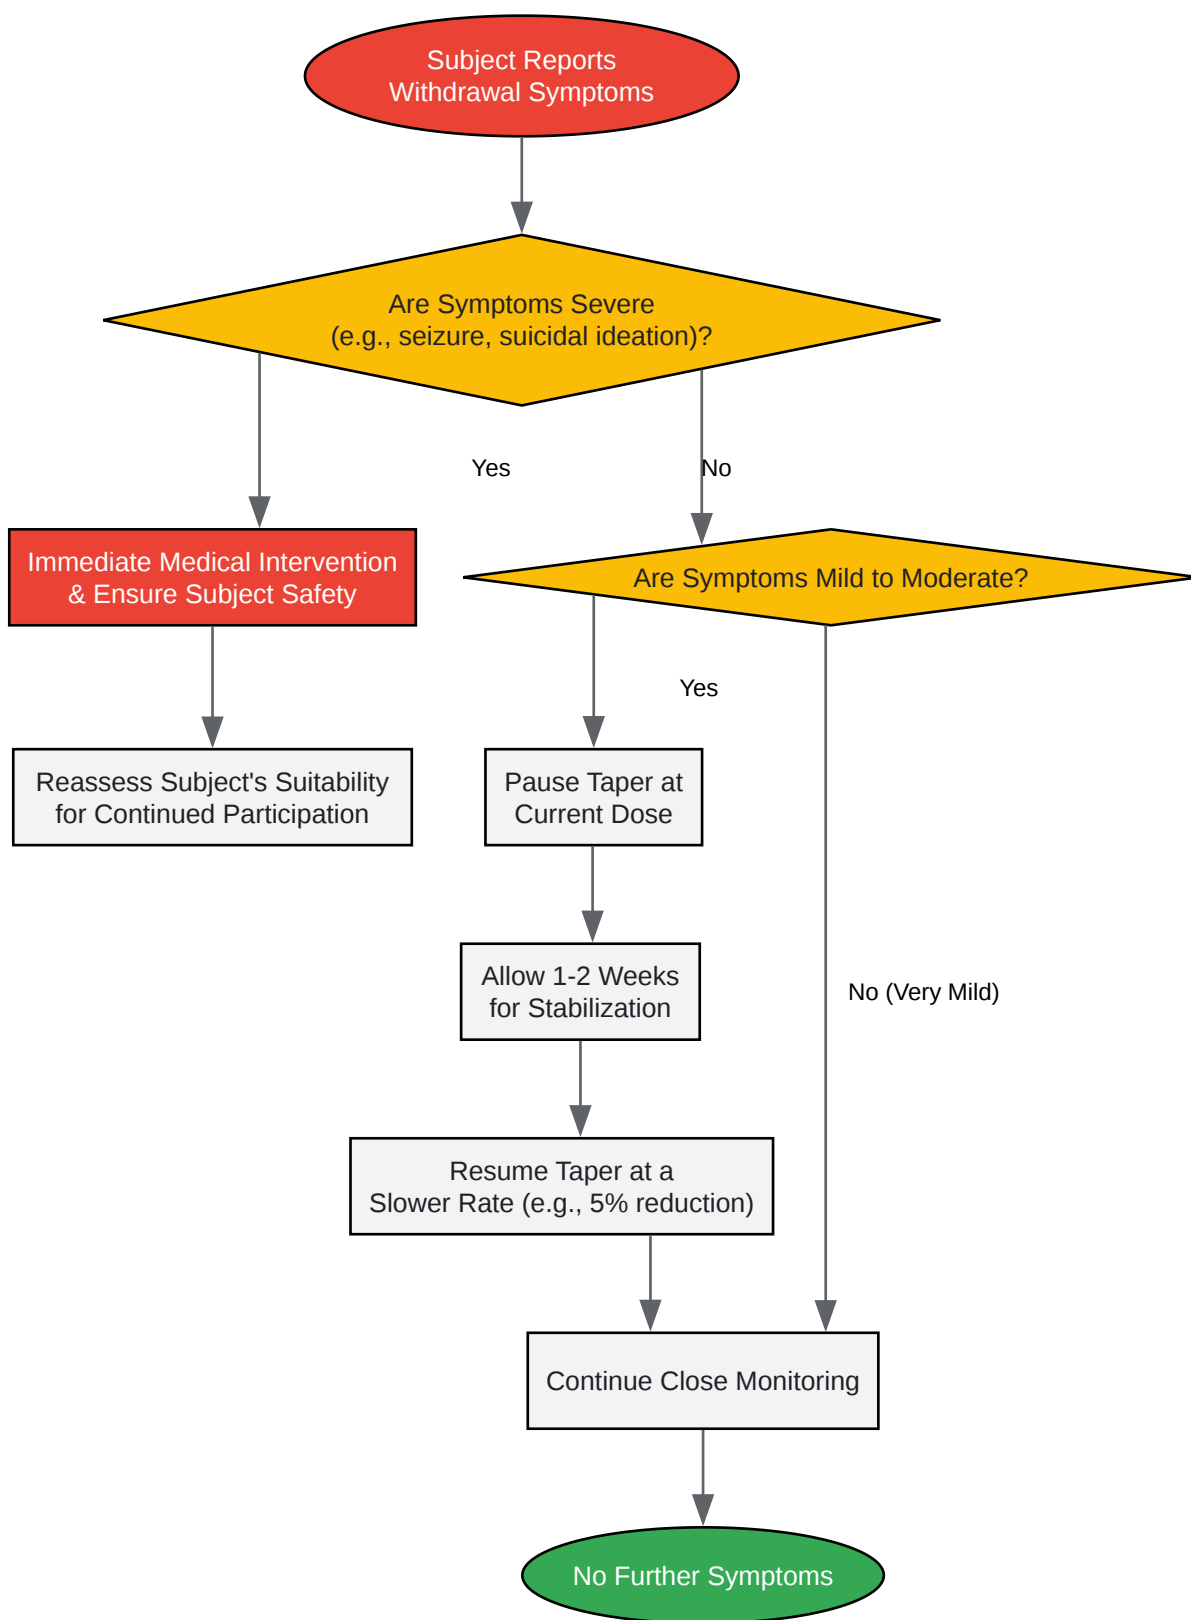 Subject Reports
Withdrawal Symptoms
Are Symptoms Severe
(e.g., seizure, suicidal ideation)?
Yes
No
Immediate Medical Intervention
& Ensure Subject Safety
Are Symptoms Mild to Moderate?
Yes
Reassess Subject's Suitability
for Continued Participation
Pause Taper at
Current Dose
Allow 1-2 Weeks
for Stabilization
No (Very Mild)
Resume Taper at a
Slower Rate (e.g., 5% reduction)
Continue Close Monitoring
No Further Symptoms